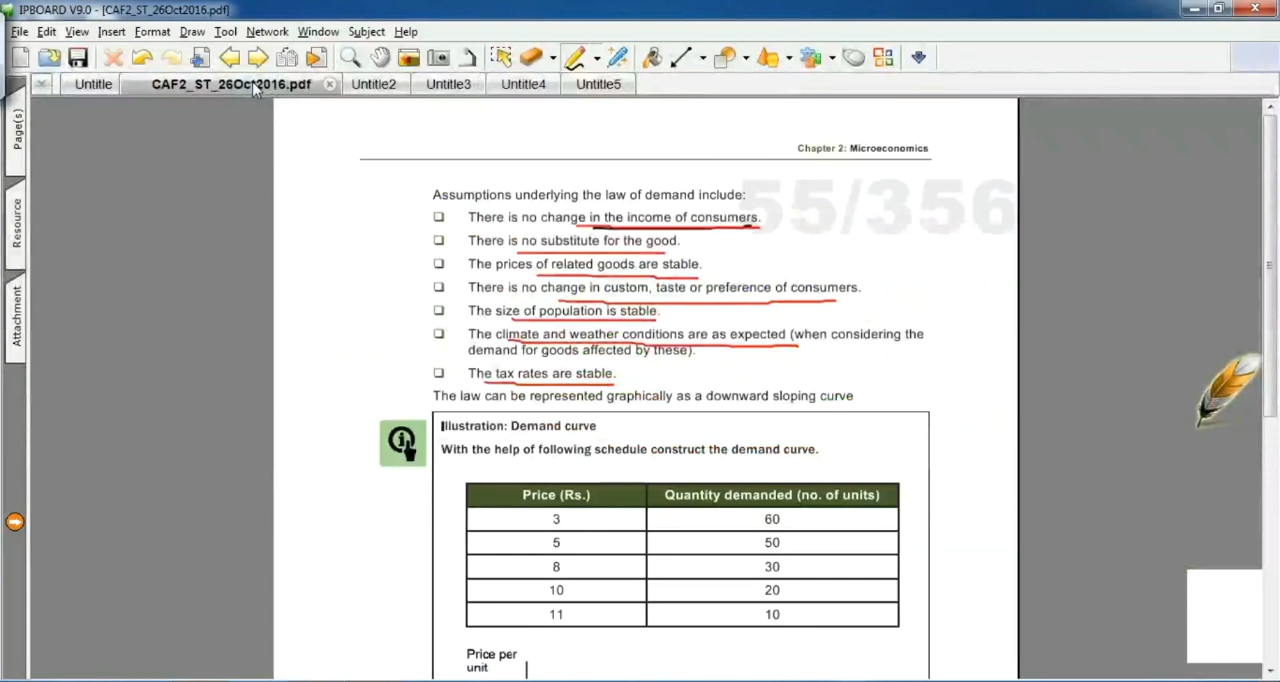 IPBOARD V9.0 - [CAF2_ST_26Oct2016.pdf]
File Edit View Insert Format Draw Tool Network Window Subject Help
Untitle CAF2_ST_26Oct2016.pdf Untitle2 Untitle3 Untitle4 Untitle5
Page(s)
Resource
Attachment
Chapter 2: Microeconomics
55/356
Assumptions underlying the law of demand include:
There is no change in the income of consumers.
There is no substitute for the good.
The prices of related goods are stable.
There is no change in custom, taste or preference of consumers.
The size of population is stable.
The climate and weather conditions are as expected (when considering the
demand for goods affected by these).
The tax rates are stable.
The law can be represented graphically as a downward sloping curve
Illustration: Demand curve
With the help of following schedule construct the demand curve.
Price (Rs.) Quantity demanded (no. of units)
3 60
5 50
8 30
10 20
11 10
Price per
unit